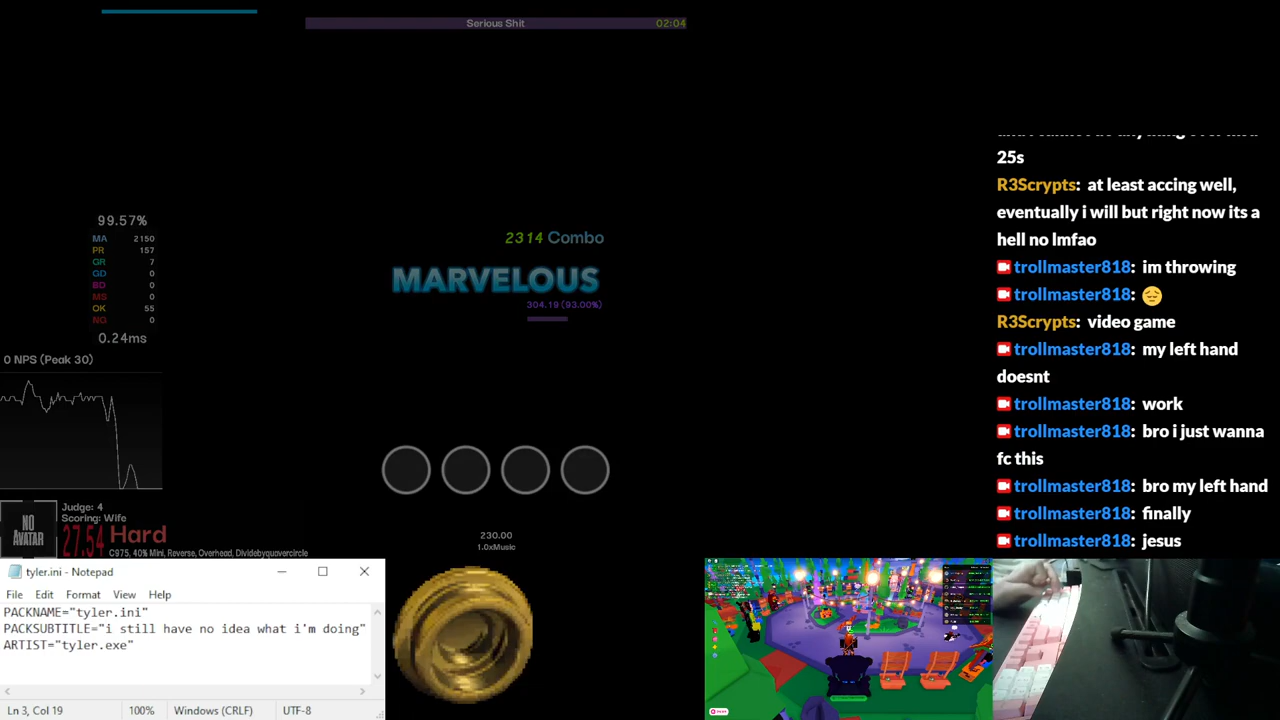 Serious Shit
02:04
99.57%
MA 2150
PR 157
GR 7
GD 0
BD 0
MS 0
OK 55
NG 0
0.24ms
0 NPS (Peak 30)
2314 Combo
MARVELOUS
304.19 (93.00%)
Judge: 4
Scoring: Wife
NO
AVATAR
27.54 Hard
C975, 40% Mini, Reverse, Overhead, Dividebyquavercircle
230.00
1.0xMusic
25s
R3Scrypts: at least accing well,
eventually i will but right now its a
hell no lmfao
trollmaster818: im throwing
trollmaster818: 😔
R3Scrypts: video game
trollmaster818: my left hand
doesnt
trollmaster818: work
trollmaster818: bro i just wanna
fc this
trollmaster818: bro my left hand
trollmaster818: finally
trollmaster818: jesus
tyler.ini - Notepad
File Edit Format View Help
PACKNAME="tyler.ini"
PACKSUBTITLE="i still have no idea what i'm doing"
ARTIST="tyler.exe"
Ln 3, Col 19
100%
Windows (CRLF)
UTF-8